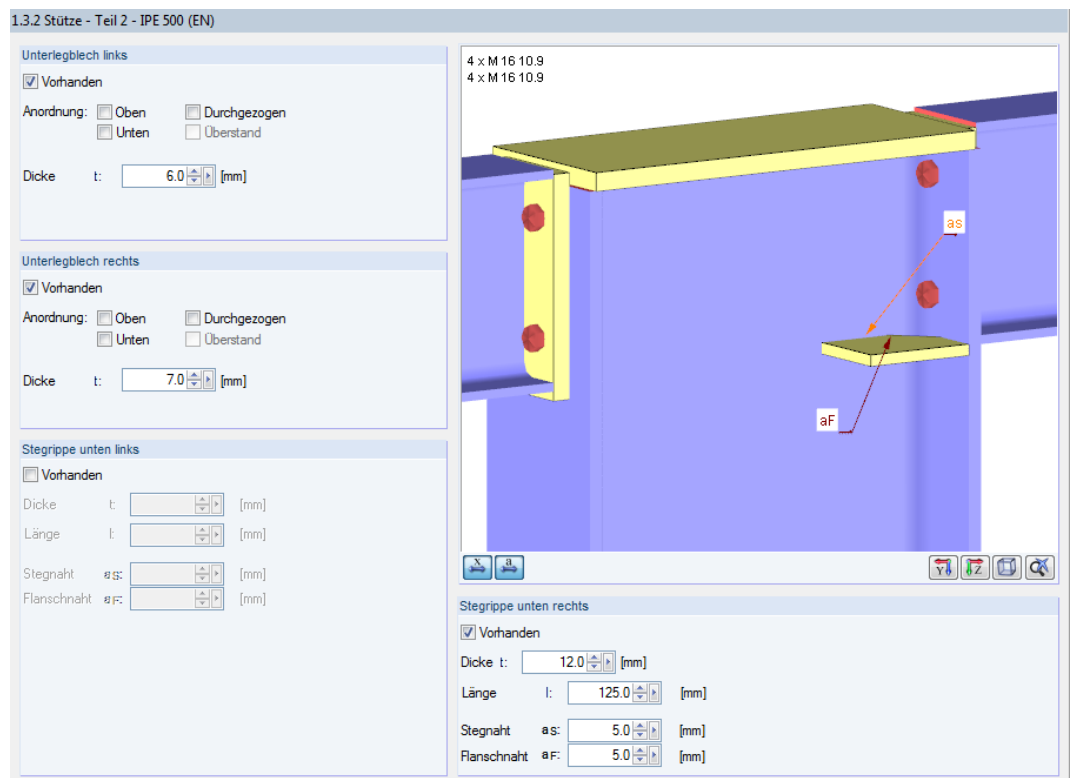 1.3.2 Stütze - Teil 2 - IPE 500 (EN)
Unterlegblech links
Vorhanden
Anordnung: Oben Durchgezogen
Unten Überstand
Dicke t: 6.0 [mm]
Unterlegblech rechts
Vorhanden
Anordnung: Oben Durchgezogen
Unten Überstand
Dicke t: 7.0 [mm]
Stegrippe unten links
Vorhanden
Dicke t: [mm]
Länge l: [mm]
Stegnaht as: [mm]
Flanschnaht aF: [mm]
4 x M 16 10.9
4 x M 16 10.9
as
aF
x a Y Z
Stegrippe unten rechts
Vorhanden
Dicke t: 12.0 [mm]
Länge l: 125.0 [mm]
Stegnaht as: 5.0 [mm]
Flanschnaht aF: 5.0 [mm]